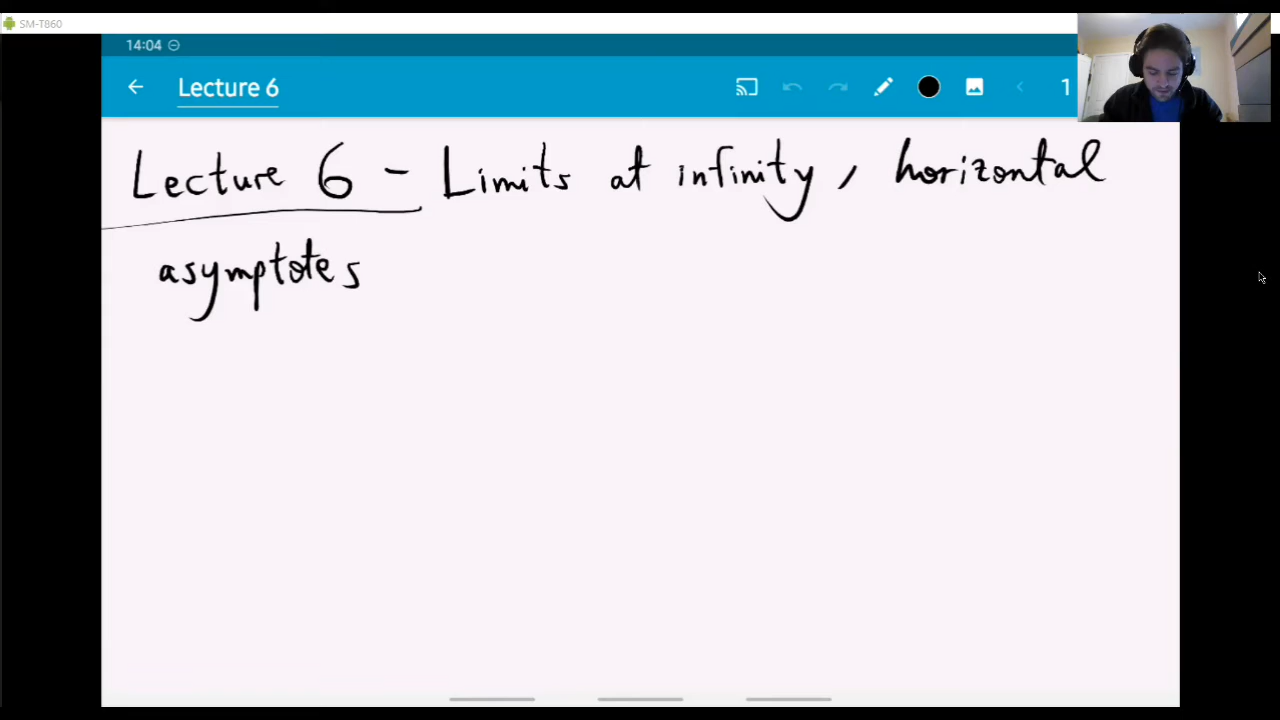 SM-T860
14:04
Lecture 6
1
Lecture 6 - Limits at infinity, horizontal
asymptotes